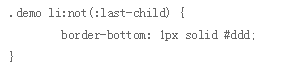 .demo li:not(:last-child) {
        border-bottom: 1px solid #ddd;
}